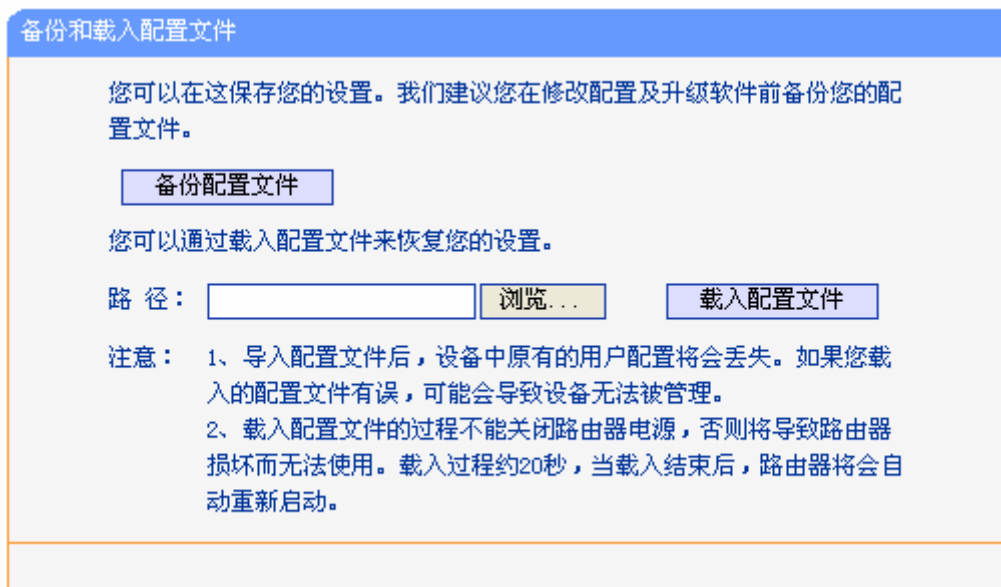 备份和载入配置文件
您可以在这保存您的设置。我们建议您在修改配置及升级软件前备份您的配
置文件。
备份配置文件
您可以通过载入配置文件来恢复您的设置。
路 径： 浏览... 载入配置文件
注意： 1、导入配置文件后，设备中原有的用户配置将会丢失。如果您载
入的配置文件有误，可能会导致设备无法被管理。
2、载入配置文件的过程不能关闭路由器电源，否则将导致路由器
损坏而无法使用。载入过程约20秒，当载入结束后，路由器将会自
动重新启动。